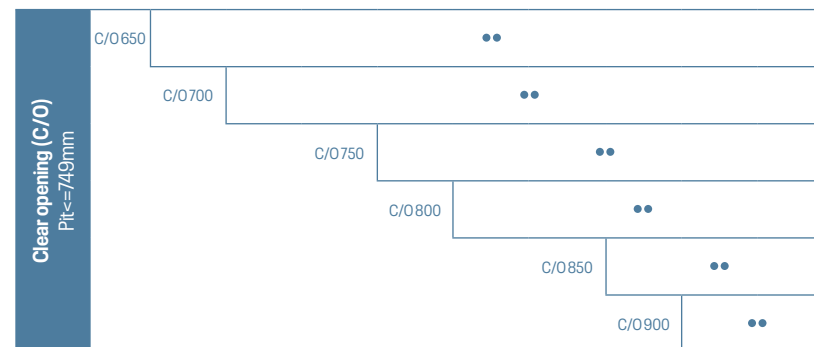 Clear opening (C/O)
Pit<=749mm
C/O650 ●●
C/O700 ●●
C/O750 ●●
C/O800 ●●
C/O850 ●●
C/O900 ●●